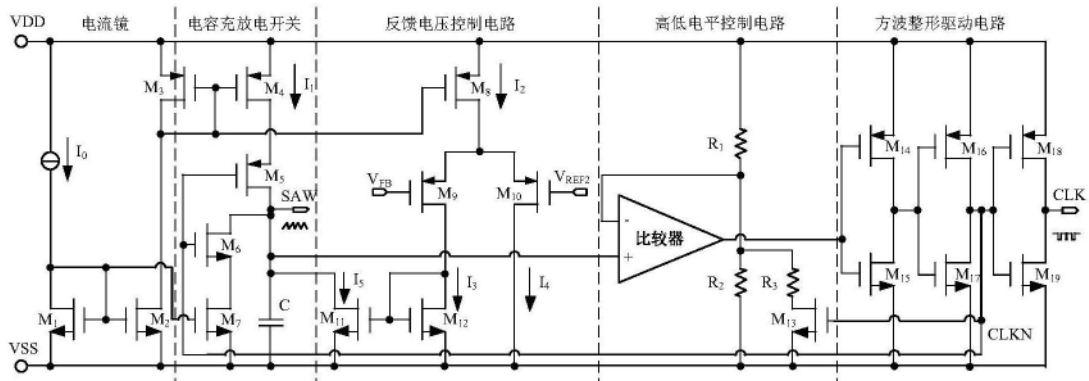 电流镜
电容充放电开关
反馈电压控制电路
高低电平控制电路
方波整形驱动电路
VDD
M3
M4
I1
M8
I2
I0
M5
R1
M14
M16
M18
SAW
VFB
M9
M10
VREF2
CLK
M6
-
比较器
+
M1
M2
M7
C
I5
M11
I3
M12
I4
R2
R3
M13
M15
M17
M19
CLKN
VSS